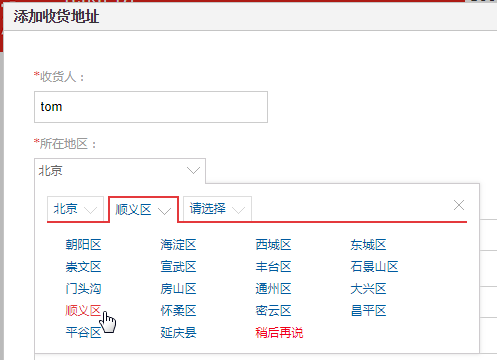 添加收货地址
*收货人：
tom
*所在地区：
北京
北京 顺义区 请选择
朝阳区 海淀区 西城区 东城区
崇文区 宣武区 丰台区 石景山区
门头沟 房山区 通州区 大兴区
顺义区 怀柔区 密云区 昌平区
平谷区 延庆县 稍后再说